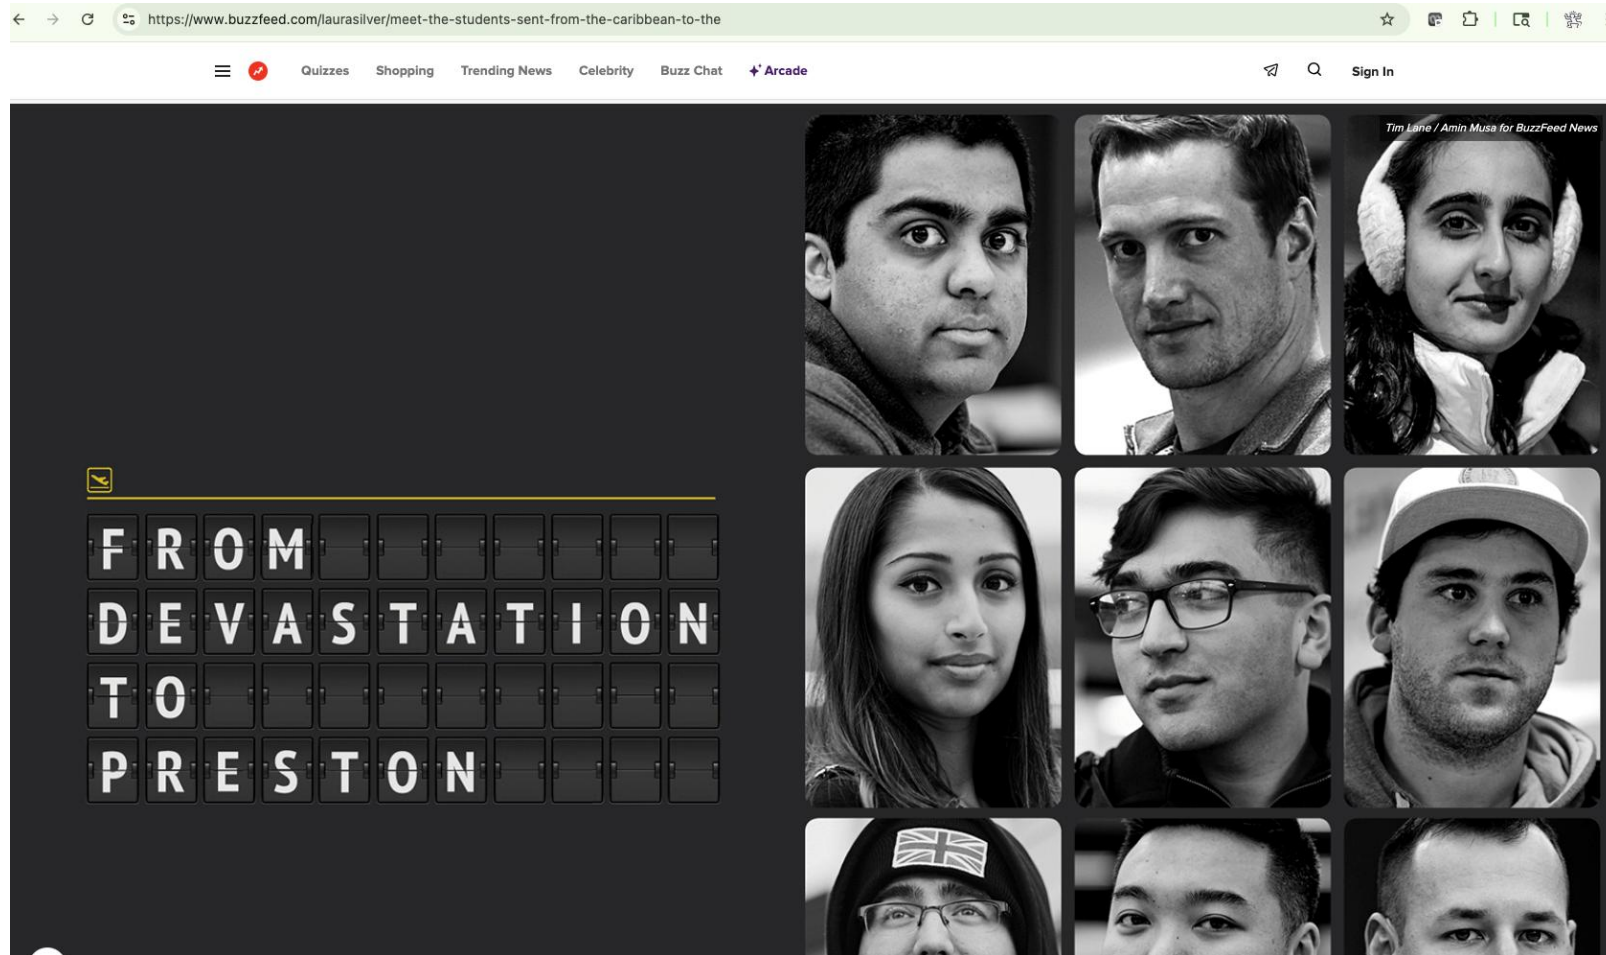 https://www.buzzfeed.com/laurasilver/meet-the-students-sent-from-the-caribbean-to-the
Quizzes Shopping Trending News Celebrity Buzz Chat Arcade Sign In
Tim Lane / Amin Musa for BuzzFeed News
FROM
DEVASTATION
TO
PRESTON